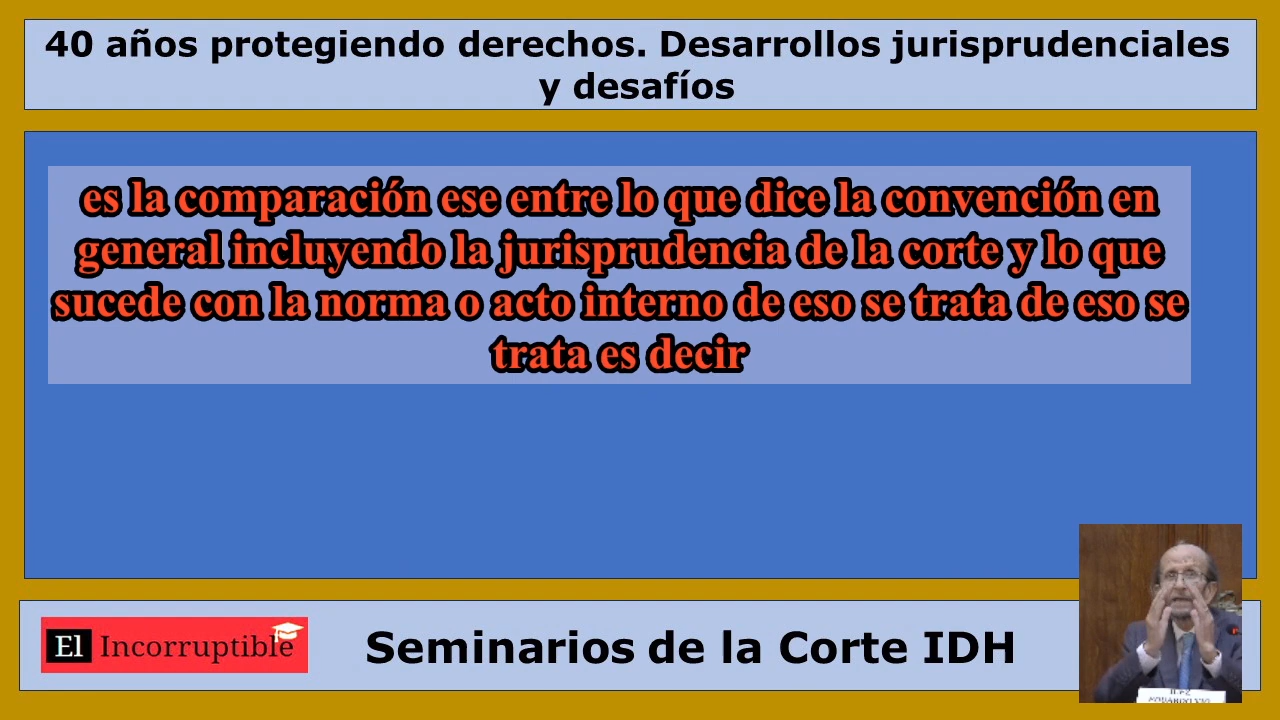 40 años protegiendo derechos. Desarrollos jurisprudenciales
y desafíos
es la comparación ese entre lo que dice la convención en
general incluyendo la jurisprudencia de la corte y lo que
sucede con la norma o acto interno de eso se trata de eso se
trata es decir
El Incorruptible
Seminarios de la Corte IDH